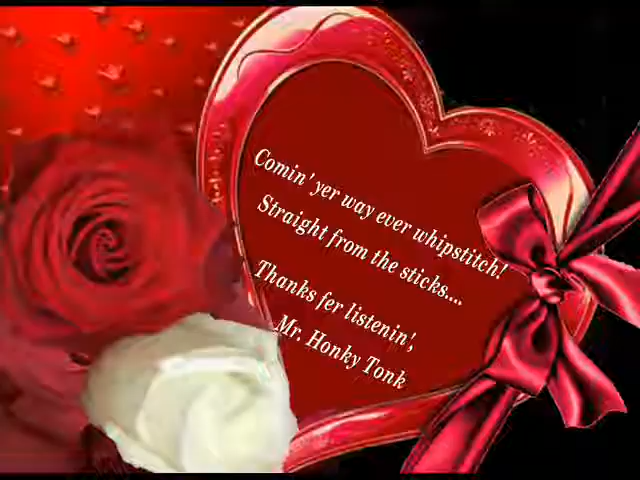 Comin' yer way ever whipstitch!
Straight from the sticks....
Thanks fer listenin',
Mr. Honky Tonk